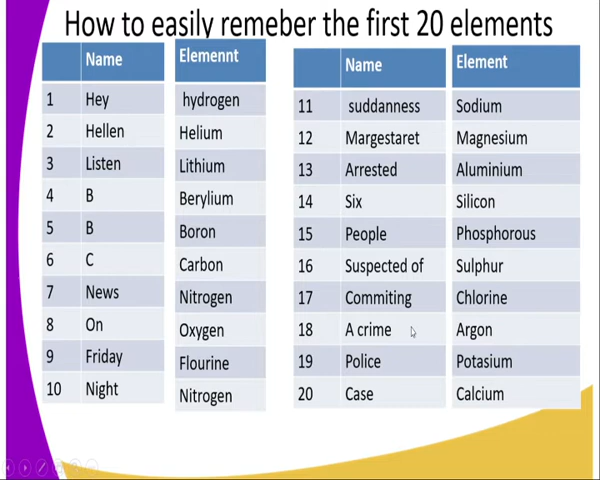 How to easily remeber the first 20 elements
Name Elemennt
1 Hey hydrogen
2 Hellen Helium
3 Listen Lithium
4 B Berylium
5 B Boron
6 C Carbon
7 News Nitrogen
8 On Oxygen
9 Friday Flourine
10 Night Nitrogen
Name Element
11 suddanness Sodium
12 Margestaret Magnesium
13 Arrested Aluminium
14 Six Silicon
15 People Phosphorous
16 Suspected of Sulphur
17 Commiting Chlorine
18 A crime Argon
19 Police Potasium
20 Case Calcium